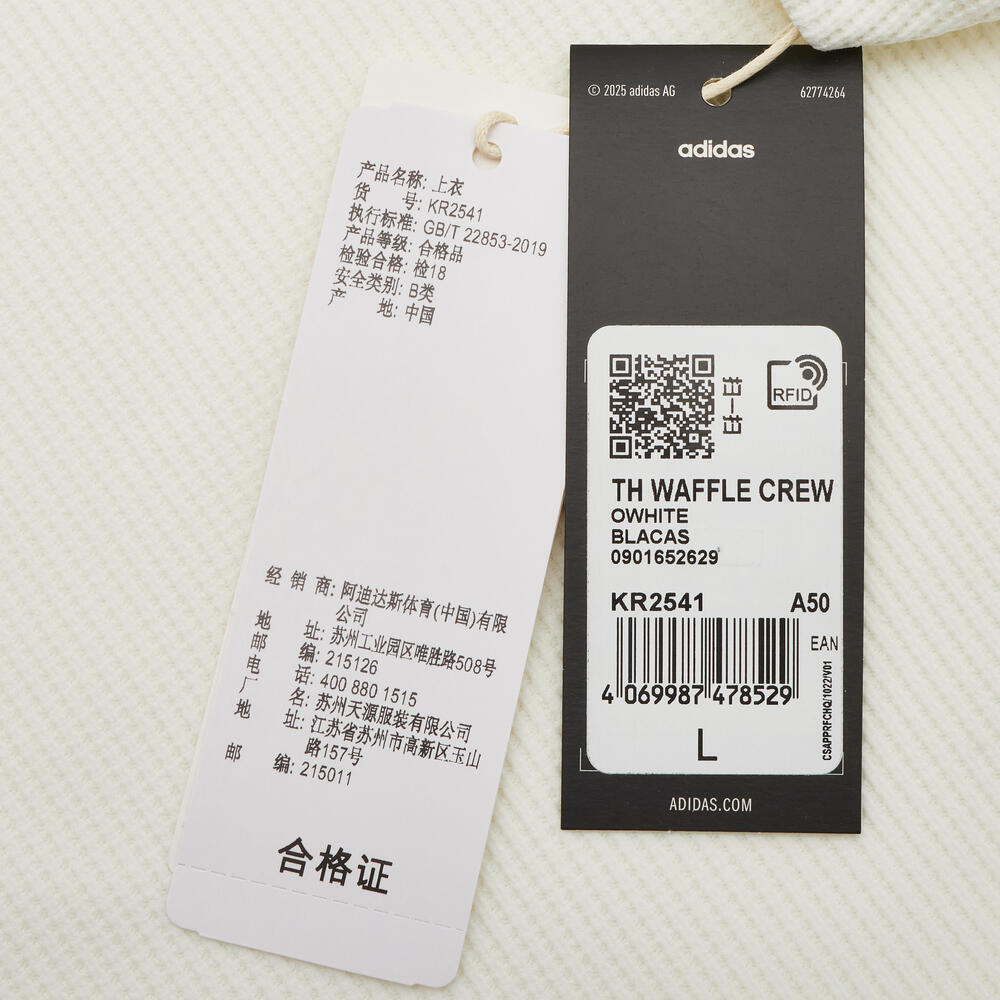 产品名称: 上衣
货 号: KR2541
执行标准: GB/T 22853-2019
产品等级: 合格品
检验合格: 检18
安全类别: B类
产 地: 中国
经 销 商: 阿迪达斯体育(中国)有限
公司
地 址: 苏州工业园区唯胜路508号
邮 编: 215126
电 话: 400 880 1515
厂 名: 苏州天源服装有限公司
地 址: 江苏省苏州市高新区玉山
路157号
邮 编: 215011
合格证
© 2025 adidas AG
62774264
adidas
扫一扫
RFID
TH WAFFLE CREW
OWHITE
BLACAS
0901652629
KR2541 A50
EAN
4 069987 478529
CSAPPRFCHQ/1022/V01
L
ADIDAS.COM